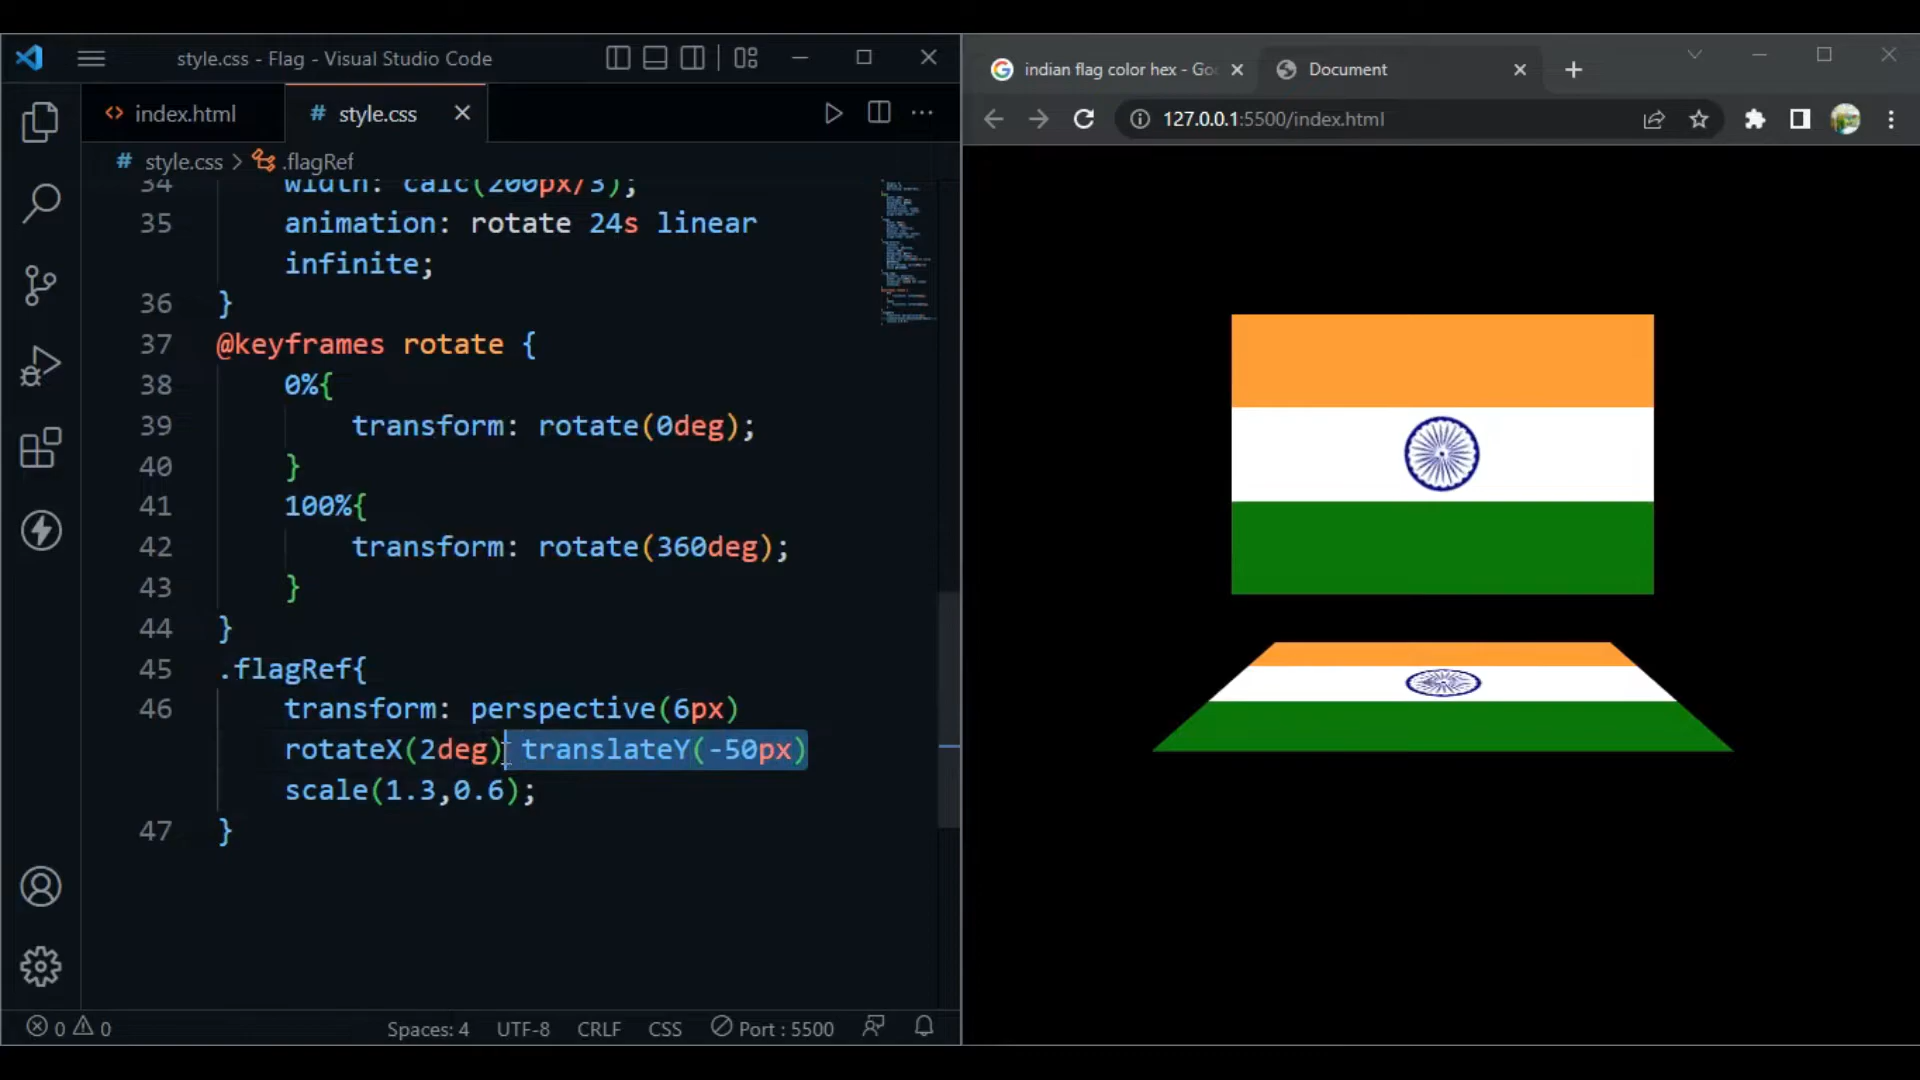 style.css - Flag - Visual Studio Code
index.html
# style.css
# style.css > .flagRef
34 width: calc(200px/3);
35 animation: rotate 24s linear
infinite;
36 }
37 @keyframes rotate {
38 0%{
39 transform: rotate(0deg);
40 }
41 100%{
42 transform: rotate(360deg);
43 }
44 }
45 .flagRef{
46 transform: perspective(6px)
rotateX(2deg) translateY(-50px)
scale(1.3,0.6);
47 }
0 0 Spaces: 4 UTF-8 CRLF CSS Port : 5500
indian flag color hex - Goo
Document
127.0.0.1:5500/index.html